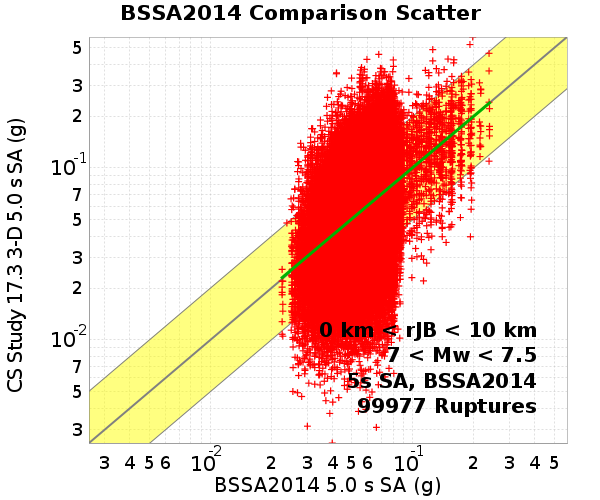 BSSA2014 Comparison Scatter
CS Study 17.3 3-D 5.0 s SA (g)
5
3
2
10^-1
7
5
3
2
10^-2
7
5
3
0 km < rJB < 10 km
7 < Mw < 7.5
5s SA, BSSA2014
99977 Ruptures
3 4 5 6 10^-2 2 3 4 5 6 10^-1 2 3 4 5
BSSA2014 5.0 s SA (g)